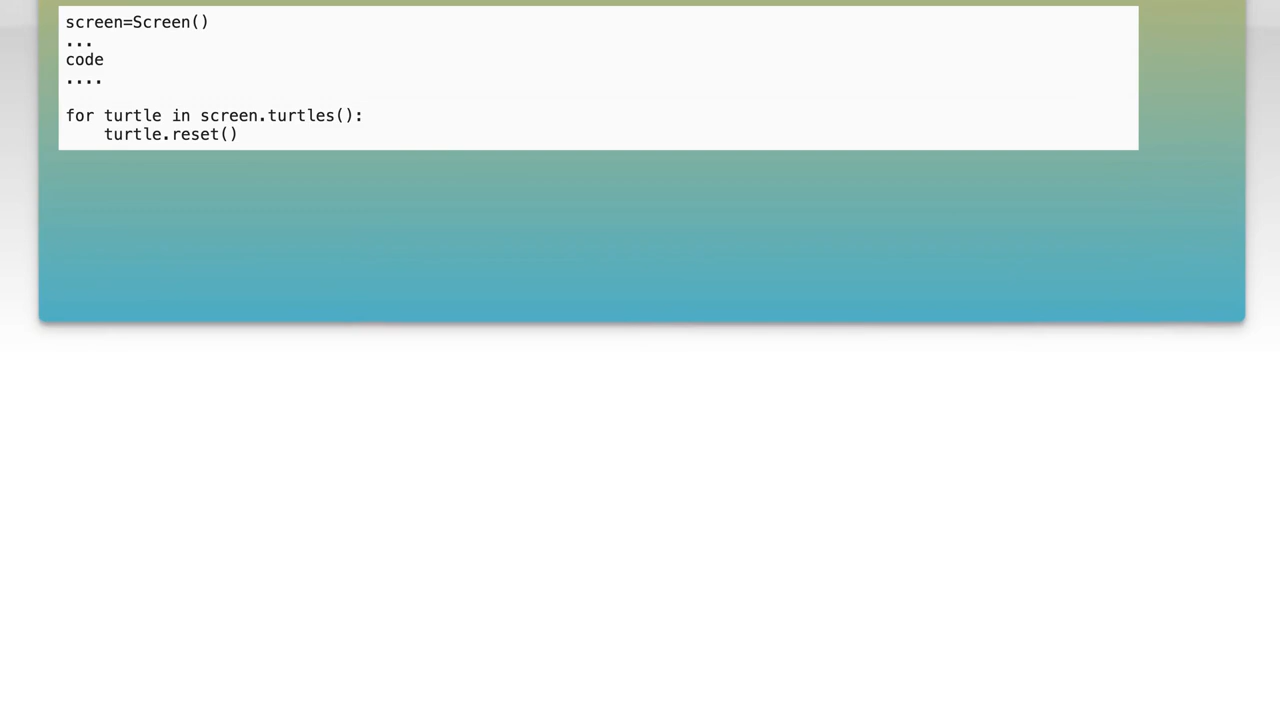 screen=Screen()
...
code
....
for turtle in screen.turtles():
    turtle.reset()